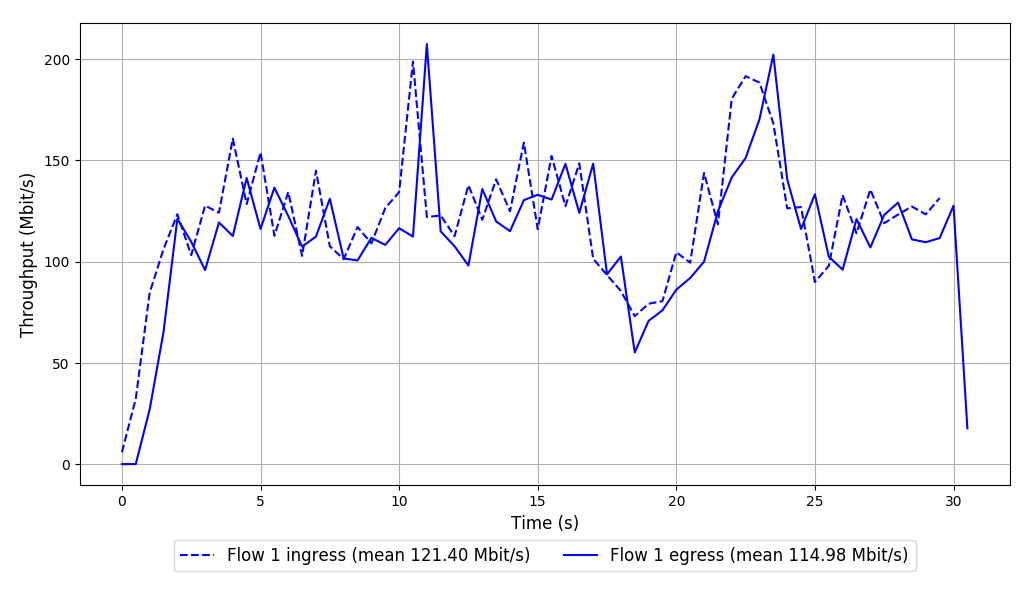 200
150
100
50
0
Throughput (Mbit/s)
0 5 10 15 20 25 30
Time (s)
Flow 1 ingress (mean 121.40 Mbit/s) Flow 1 egress (mean 114.98 Mbit/s)